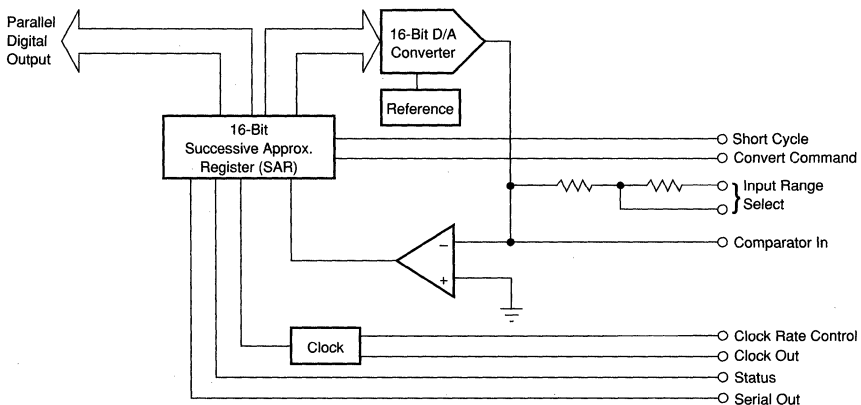 Parallel
Digital
Output
16-Bit D/A
Converter
Reference
16-Bit
Successive Approx.
Register (SAR)
Short Cycle
Convert Command
Input Range
Select
Comparator In
−
+
Clock
Clock Rate Control
Clock Out
Status
Serial Out